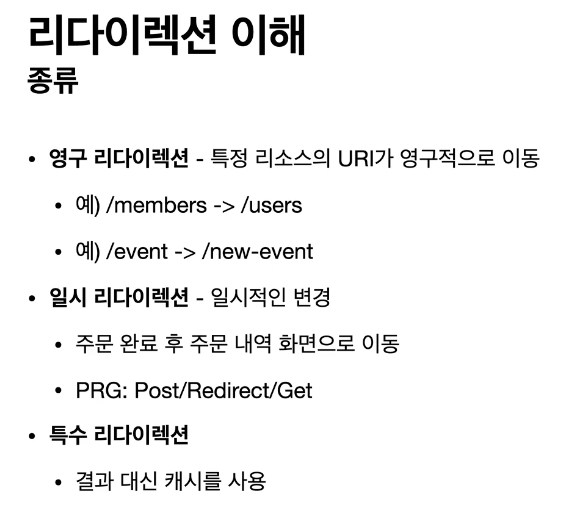 리다이렉션 이해
종류
• 영구 리다이렉션 - 특정 리소스의 URI가 영구적으로 이동
• 예) /members -> /users
• 예) /event -> /new-event
• 일시 리다이렉션 - 일시적인 변경
• 주문 완료 후 주문 내역 화면으로 이동
• PRG: Post/Redirect/Get
• 특수 리다이렉션
• 결과 대신 캐시를 사용